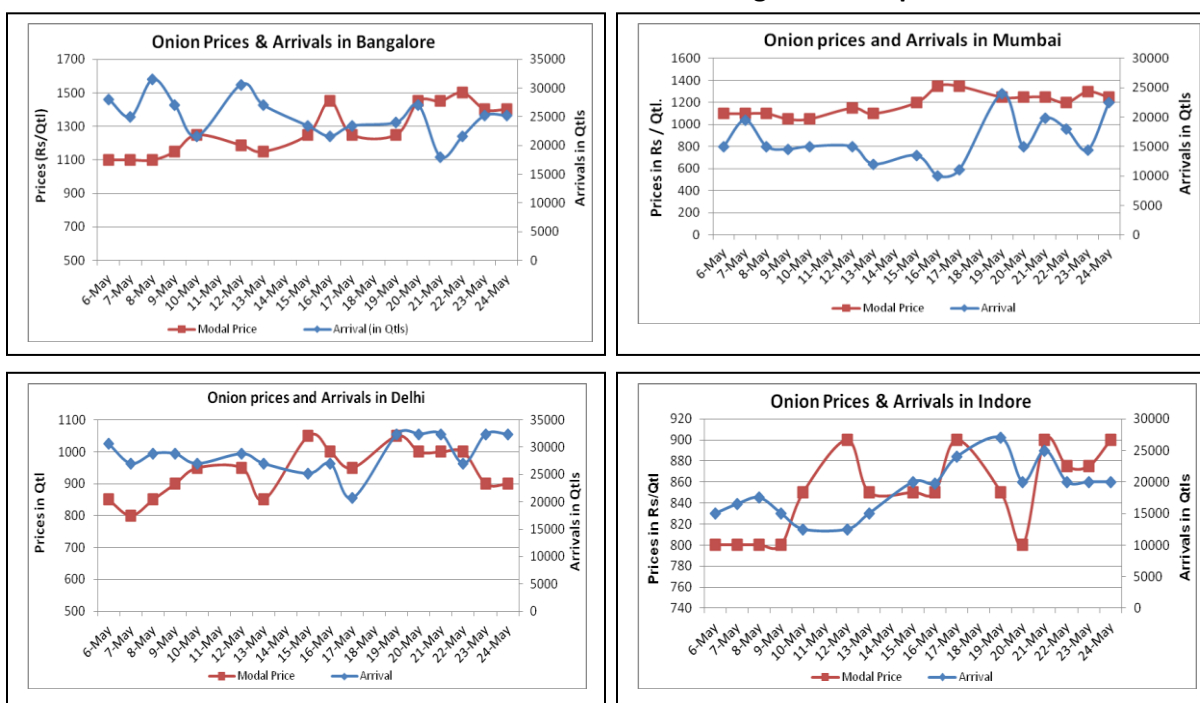 Onion Prices & Arrivals in Bangalore
Prices (Rs/Qtl)
1700
1500
1300
1100
900
700
500
35000
30000
25000
20000
15000
10000
5000
0
Arrivals in Qtls
6-May
7-May
8-May
9-May
10-May
11-May
12-May
13-May
14-May
15-May
16-May
17-May
18-May
19-May
20-May
21-May
22-May
23-May
24-May
Modal Price
Arrival (in Qtls)
Onion prices and Arrivals in Mumbai
Prices in Rs / Qtl.
1600
1400
1200
1000
800
600
400
200
0
30000
25000
20000
15000
10000
5000
0
Arrivals in Qtls
6-May
7-May
8-May
9-May
10-May
11-May
12-May
13-May
14-May
15-May
16-May
17-May
18-May
19-May
20-May
21-May
22-May
23-May
24-May
Modal Price
Arrival
Onion prices and Arrivals in Delhi
Prices in Qtl
1100
1000
900
800
700
600
500
35000
30000
25000
20000
15000
10000
5000
0
Arrivals in Qtls
6-May
7-May
8-May
9-May
10-May
11-May
12-May
13-May
14-May
15-May
16-May
17-May
18-May
19-May
20-May
21-May
22-May
23-May
24-May
Modal Price
Arrival
Onion Prices & Arrivals in Indore
Prices in Rs/Qtl
920
900
880
860
840
820
800
780
760
740
30000
25000
20000
15000
10000
5000
0
Arrivals in Qtls
6-May
7-May
8-May
9-May
10-May
11-May
12-May
13-May
14-May
15-May
16-May
17-May
18-May
19-May
20-May
21-May
22-May
23-May
24-May
Modal Price
Arrival